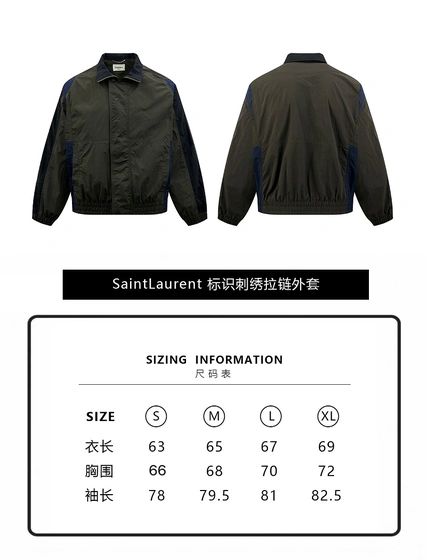 SaintLaurent 标识刺绣拉链外套
SIZING INFORMATION
尺码表
SIZE S M L XL
衣长 63 65 67 69
胸围 66 68 70 72
袖长 78 79.5 81 82.5